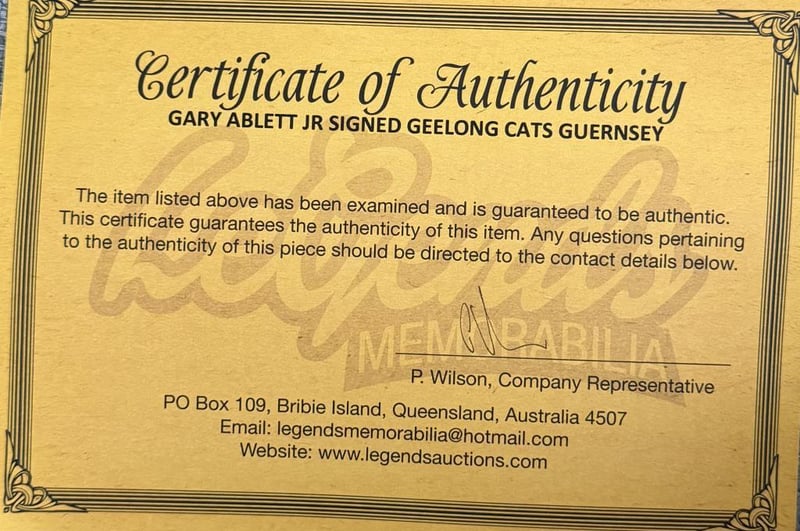 Certificate of Authenticity
GARY ABLETT JR SIGNED GEELONG CATS GUERNSEY
The item listed above has been examined and is guaranteed to be authentic.
This certificate guarantees the authenticity of this item. Any questions pertaining
to the authenticity of this piece should be directed to the contact details below.
Legends
MEMORABILIA
P. Wilson, Company Representative
PO Box 109, Bribie Island, Queensland, Australia 4507
Email: legendsmemorabilia@hotmail.com
Website: www.legendsauctions.com